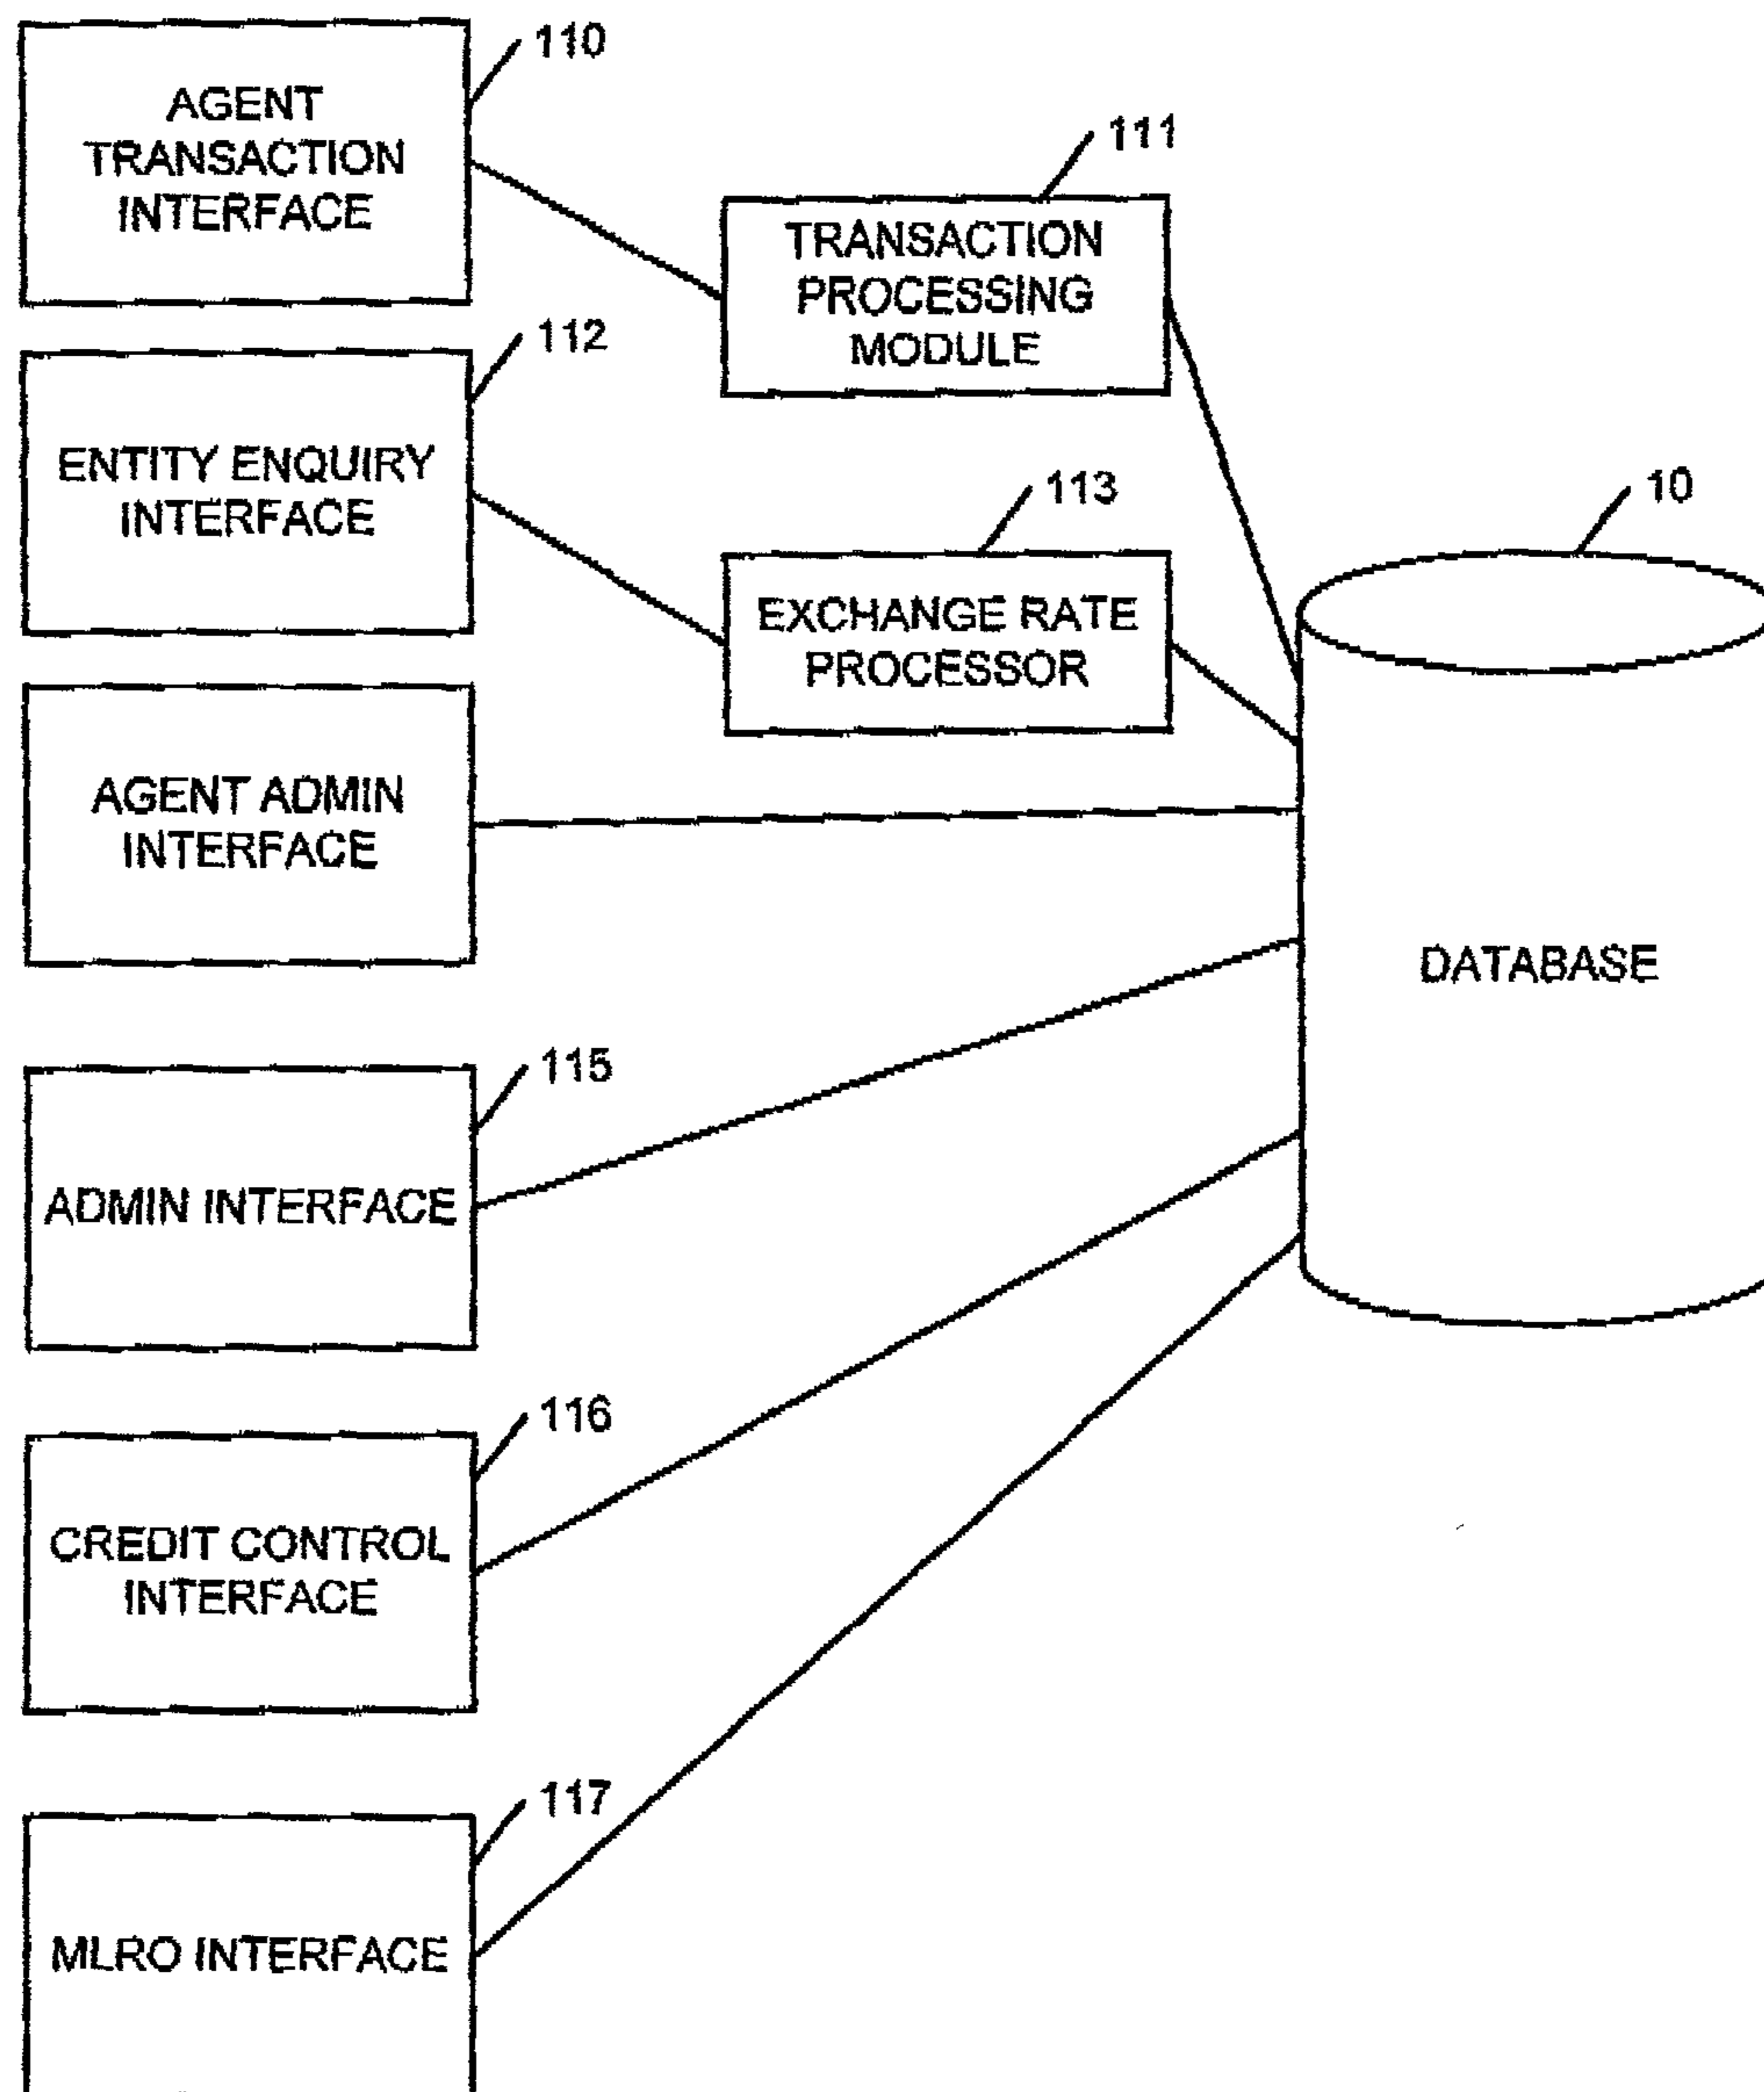 110
AGENT
TRANSACTION
INTERFACE
111
TRANSACTION
PROCESSING
MODULE
112
ENTITY ENQUIRY
INTERFACE
113
EXCHANGE RATE
PROCESSOR
10
AGENT ADMIN
INTERFACE
DATABASE
115
ADMIN INTERFACE
116
CREDIT CONTROL
INTERFACE
117
MLRO INTERFACE